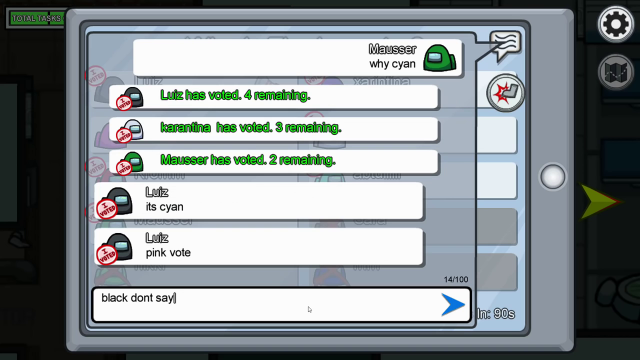 TOTAL TASKS
Mausser
why cyan
Luiz has voted. 4 remaining.
karantina has voted. 3 remaining.
Mausser has voted. 2 remaining.
I VOTED
Luiz
its cyan
Luiz
pink vote
14/100
black dont say
In: 90s